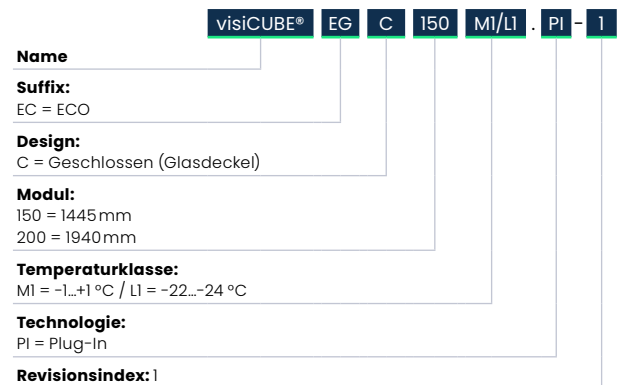 visiCUBE® EG C 150 M1/L1 . PI - 1
Name
Suffix:
EC = ECO
Design:
C = Geschlossen (Glasdeckel)
Modul:
150 = 1445 mm
200 = 1940 mm
Temperaturklasse:
M1 = -1...+1 °C / L1 = -22...-24 °C
Technologie:
PI = Plug-In
Revisionsindex: 1